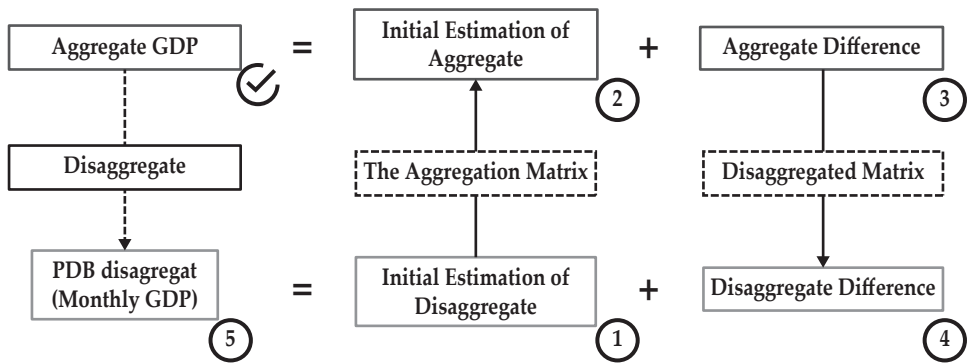 Aggregate GDP
=
Initial Estimation of
Aggregate
+
Aggregate Difference
2
3
Disaggregate
The Aggregation Matrix
Disaggregated Matrix
PDB disagregat
(Monthly GDP)
=
Initial Estimation of
Disaggregate
+
Disaggregate Difference
5
1
4